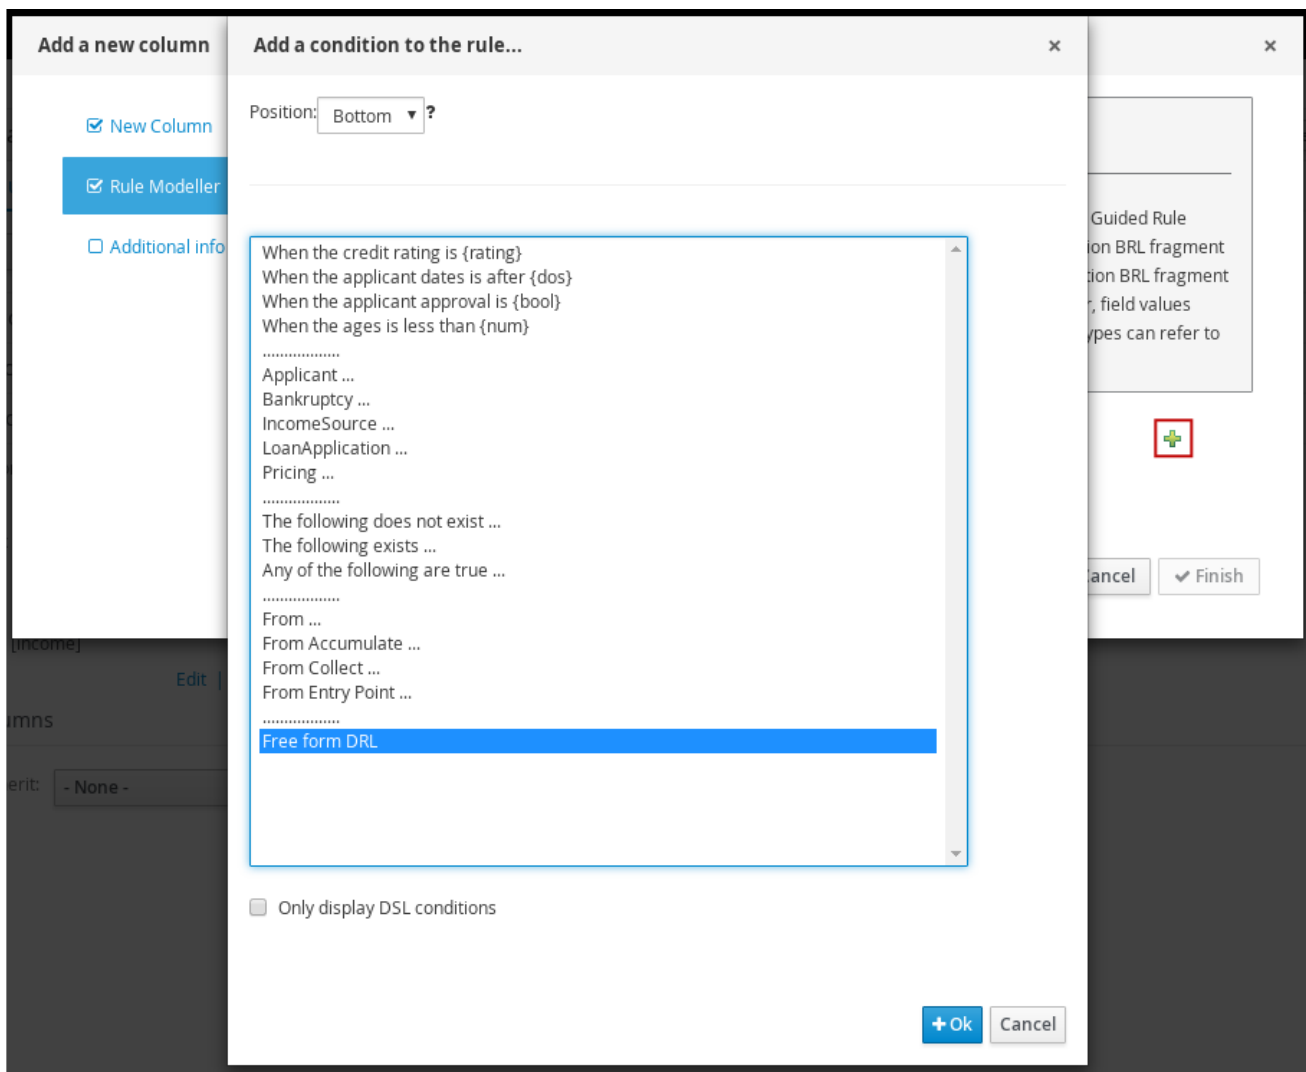 Add a new column
Add a condition to the rule...
×
×
Position: Bottom ?
New Column
Rule Modeller
Additional info
Guided Rule
ion BRL fragment
tion BRL fragment
, field values
ypes can refer to
When the credit rating is {rating}
When the applicant dates is after {dos}
When the applicant approval is {bool}
When the ages is less than {num}
..................
Applicant ...
Bankruptcy ...
IncomeSource ...
LoanApplication ...
Pricing ...
..................
The following does not exist ...
The following exists ...
Any of the following are true ...
..................
From ...
From Accumulate ...
From Collect ...
From Entry Point ...
..................
Free form DRL
ancel
Finish
[income]
Edit |
umns
erit: - None -
Only display DSL conditions
+ Ok
Cancel